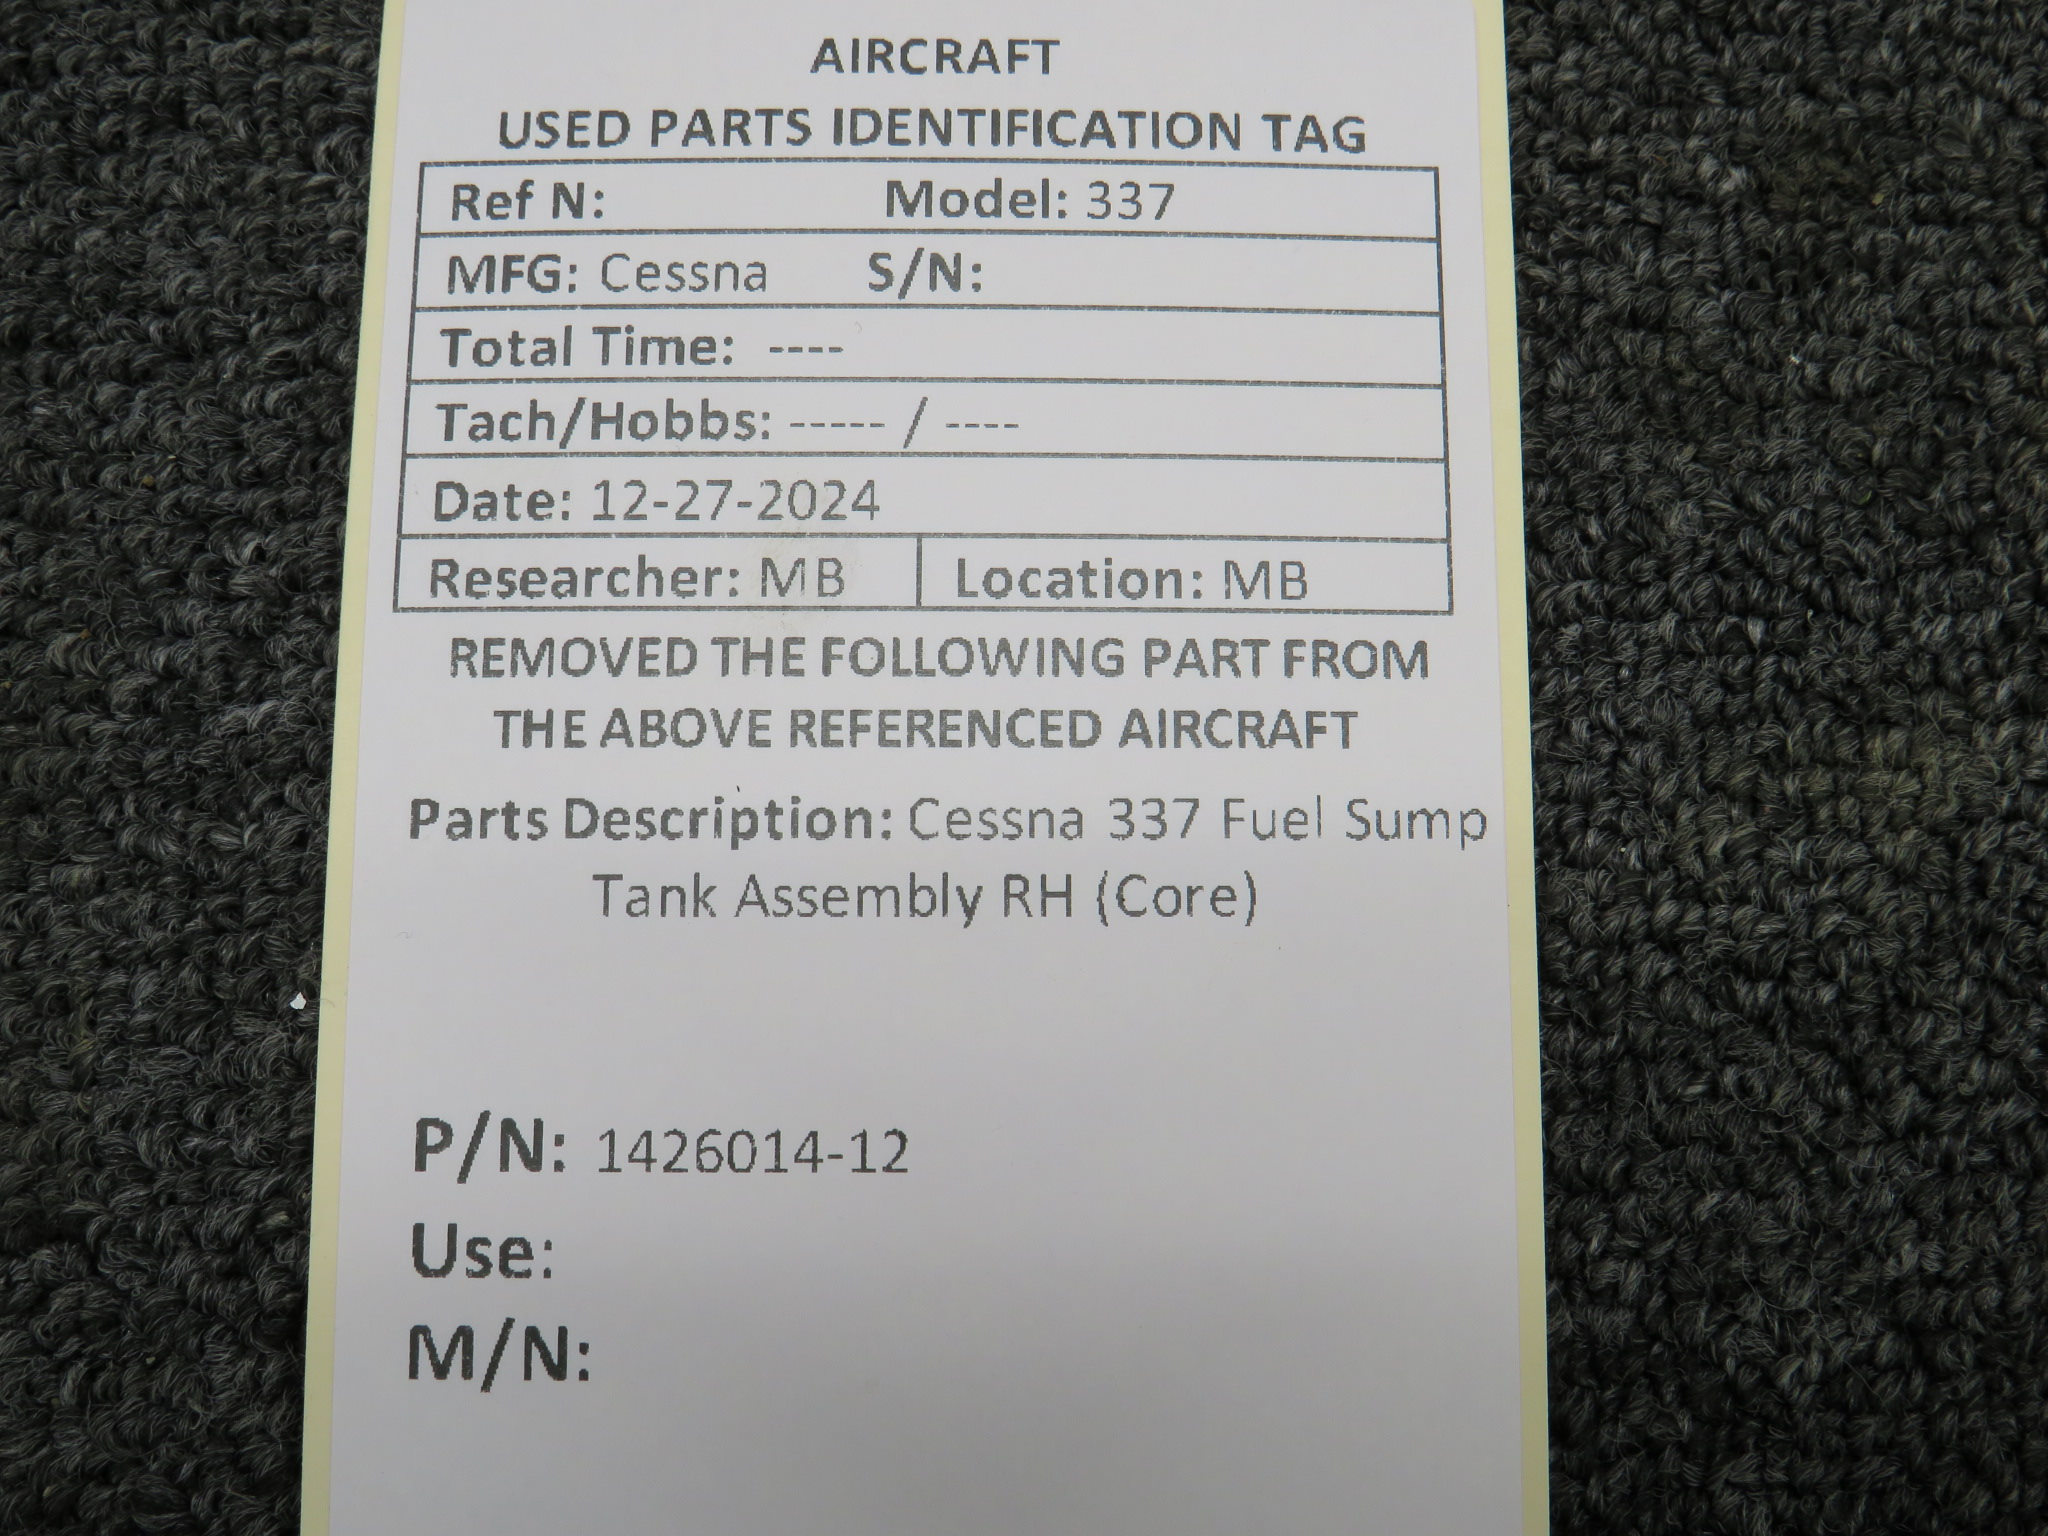 AIRCRAFT
USED PARTS IDENTIFICATION TAG
Ref N: Model: 337
MFG: Cessna S/N:
Total Time: ----
Tach/Hobbs: ----- / ----
Date: 12-27-2024
Researcher: MB Location: MB
REMOVED THE FOLLOWING PART FROM
THE ABOVE REFERENCED AIRCRAFT
Parts Description: Cessna 337 Fuel Sump
Tank Assembly RH (Core)
P/N: 1426014-12
Use:
M/N: